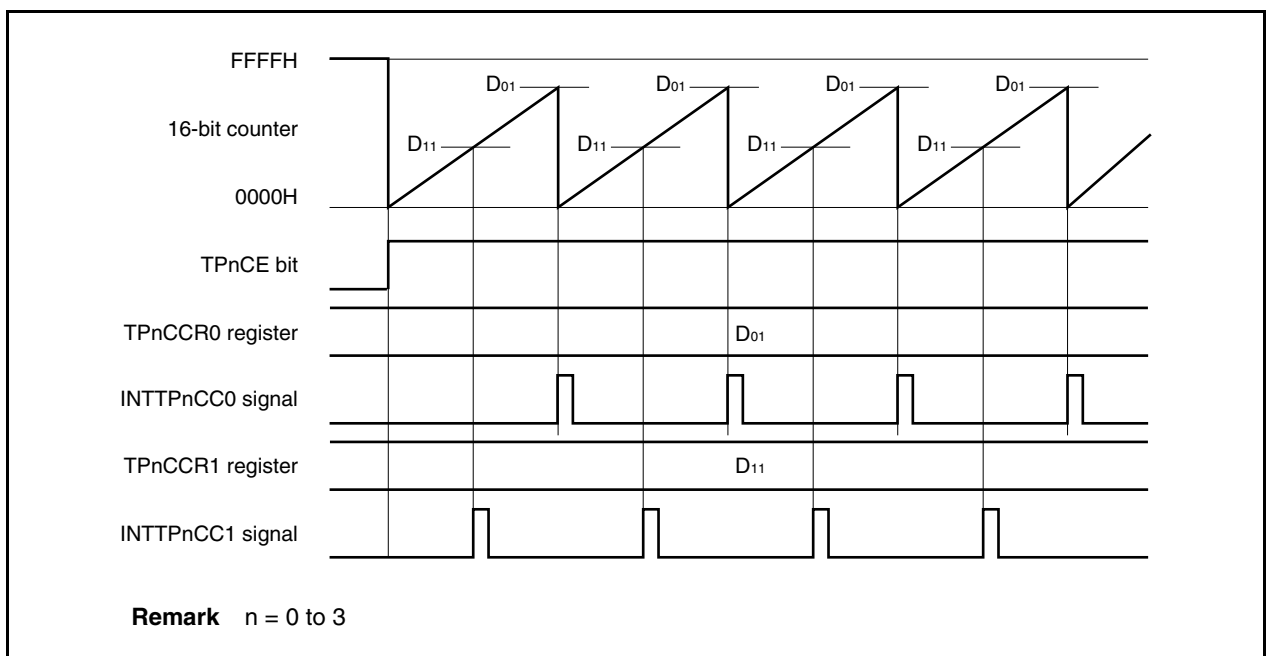 FFFFH
D01 D01 D01 D01
16-bit counter
D11 D11 D11 D11
0000H
TPnCE bit
TPnCCR0 register
D01
INTTPnCC0 signal
TPnCCR1 register
D11
INTTPnCC1 signal
Remark n = 0 to 3